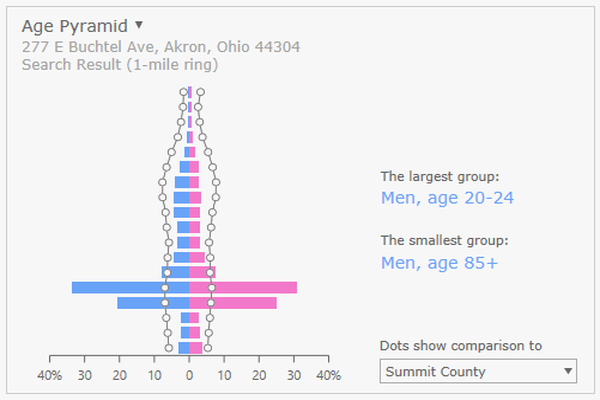 Age Pyramid ▼
277 E Buchtel Ave, Akron, Ohio 44304
Search Result (1-mile ring)
The largest group:
Men, age 20-24
The smallest group:
Men, age 85+
Dots show comparison to
Summit County ▼
40% 30 20 10 0 10 20 30 40%